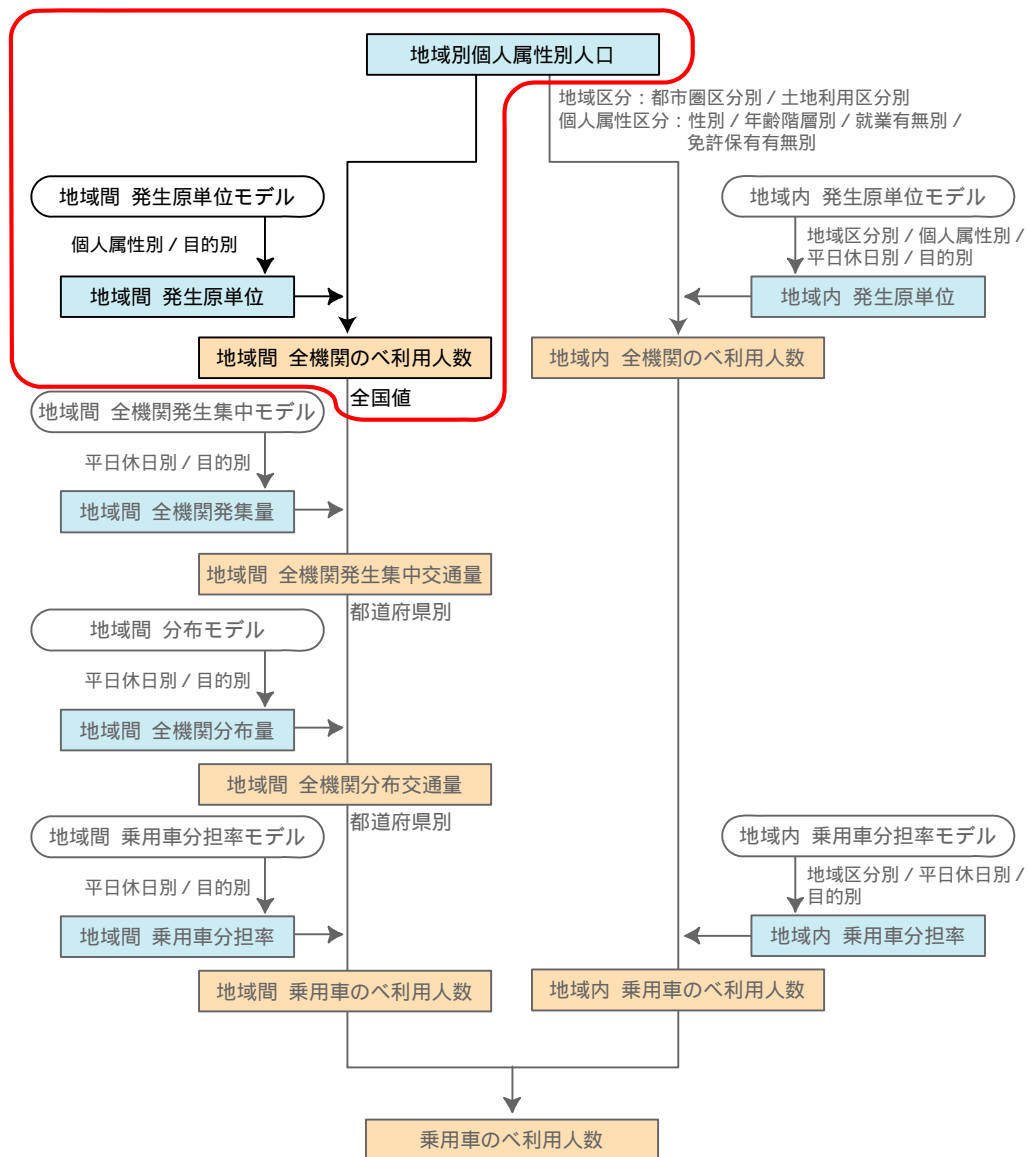 地域別個人属性別人口
地域区分：都市圏区分別 / 土地利用区分別
個人属性区分：性別 / 年齢階層別 / 就業有無別 /
免許保有有無別
地域間 発生原単位モデル
個人属性別 / 目的別
地域間 発生原単位
地域間 全機関のべ利用人数
全国値
地域内 発生原単位モデル
地域区分別 / 個人属性別 /
平日休日別 / 目的別
地域内 発生原単位
地域内 全機関のべ利用人数
地域間 全機関発生集中モデル
平日休日別 / 目的別
地域間 全機関発集量
地域間 全機関発生集中交通量
都道府県別
地域間 分布モデル
平日休日別 / 目的別
地域間 全機関分布量
地域間 全機関分布交通量
都道府県別
地域間 乗用車分担率モデル
平日休日別 / 目的別
地域間 乗用車分担率
地域間 乗用車のべ利用人数
地域内 乗用車分担率モデル
地域区分別 / 平日休日別 /
目的別
地域内 乗用車分担率
地域内 乗用車のべ利用人数
乗用車のべ利用人数